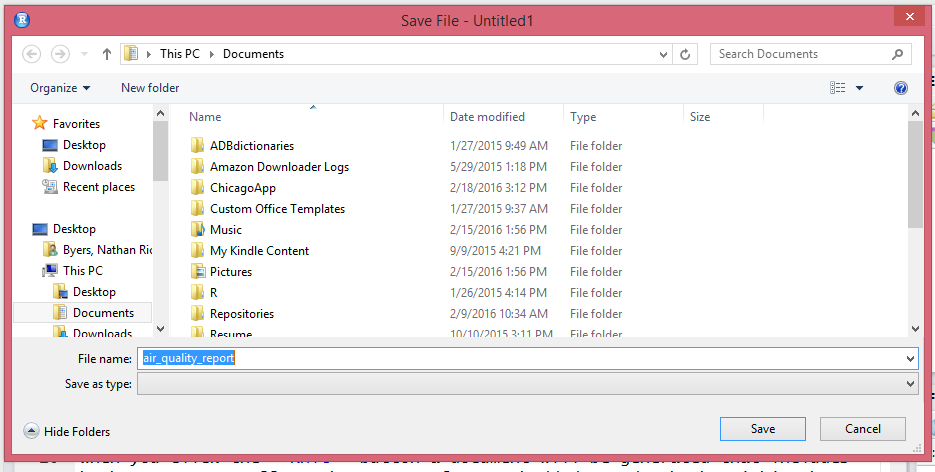 Save File - Untitled1
This PC
Documents
Search Documents
Organize
New folder
Name
Date modified
Type
Size
Favorites
Desktop
Downloads
Recent places
Desktop
Byers, Nathan Ric
This PC
Desktop
Documents
Downloads
ADBdictionaries 1/27/2015 9:49 AM File folder
Amazon Downloader Logs 5/29/2015 1:18 PM File folder
ChicagoApp 2/18/2016 3:12 PM File folder
Custom Office Templates 1/27/2015 9:37 AM File folder
Music 2/15/2016 1:56 PM File folder
My Kindle Content 9/9/2015 4:21 PM File folder
Pictures 2/15/2016 1:56 PM File folder
R 1/26/2015 4:14 PM File folder
Repositories 2/9/2016 10:34 AM File folder
Resume 10/10/2015 3:11 PM File folder
File name: air_quality_report
Save as type:
Hide Folders
Save
Cancel